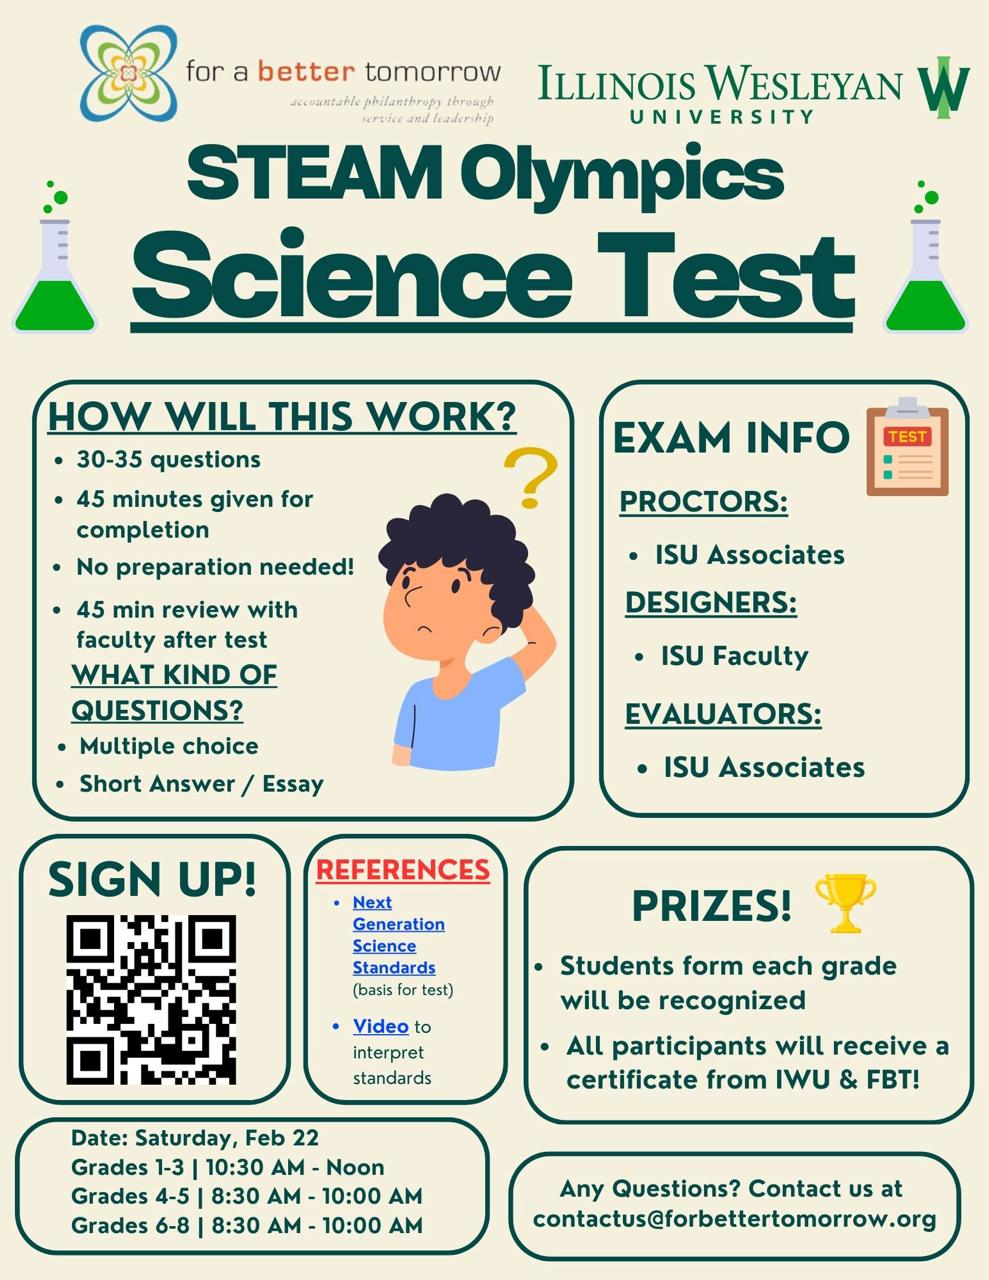 for a better tomorrow
accountable philanthropy through
service and leadership
ILLINOIS WESLEYAN
UNIVERSITY
W
STEAM Olympics
Science Test
HOW WILL THIS WORK?
• 30-35 questions
• 45 minutes given for
completion
• No preparation needed!
• 45 min review with
faculty after test
WHAT KIND OF
QUESTIONS?
• Multiple choice
• Short Answer / Essay
?
EXAM INFO
TEST
PROCTORS:
• ISU Associates
DESIGNERS:
• ISU Faculty
EVALUATORS:
• ISU Associates
SIGN UP!
REFERENCES
• Next
Generation
Science
Standards
(basis for test)
• Video to
interpret
standards
PRIZES!
• Students form each grade
will be recognized
• All participants will receive a
certificate from IWU & FBT!
Date: Saturday, Feb 22
Grades 1-3 | 10:30 AM - Noon
Grades 4-5 | 8:30 AM - 10:00 AM
Grades 6-8 | 8:30 AM - 10:00 AM
Any Questions? Contact us at
contactus@forbettertomorrow.org